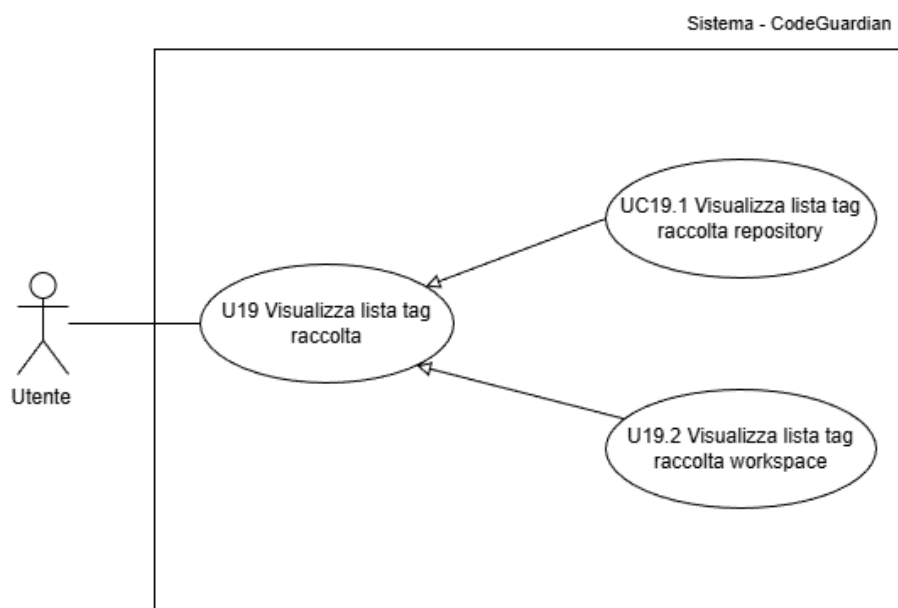 Sistema - CodeGuardian
UC19.1 Visualizza lista tag
raccolta repository
U19 Visualizza lista tag
raccolta
Utente
U19.2 Visualizza lista tag
raccolta workspace